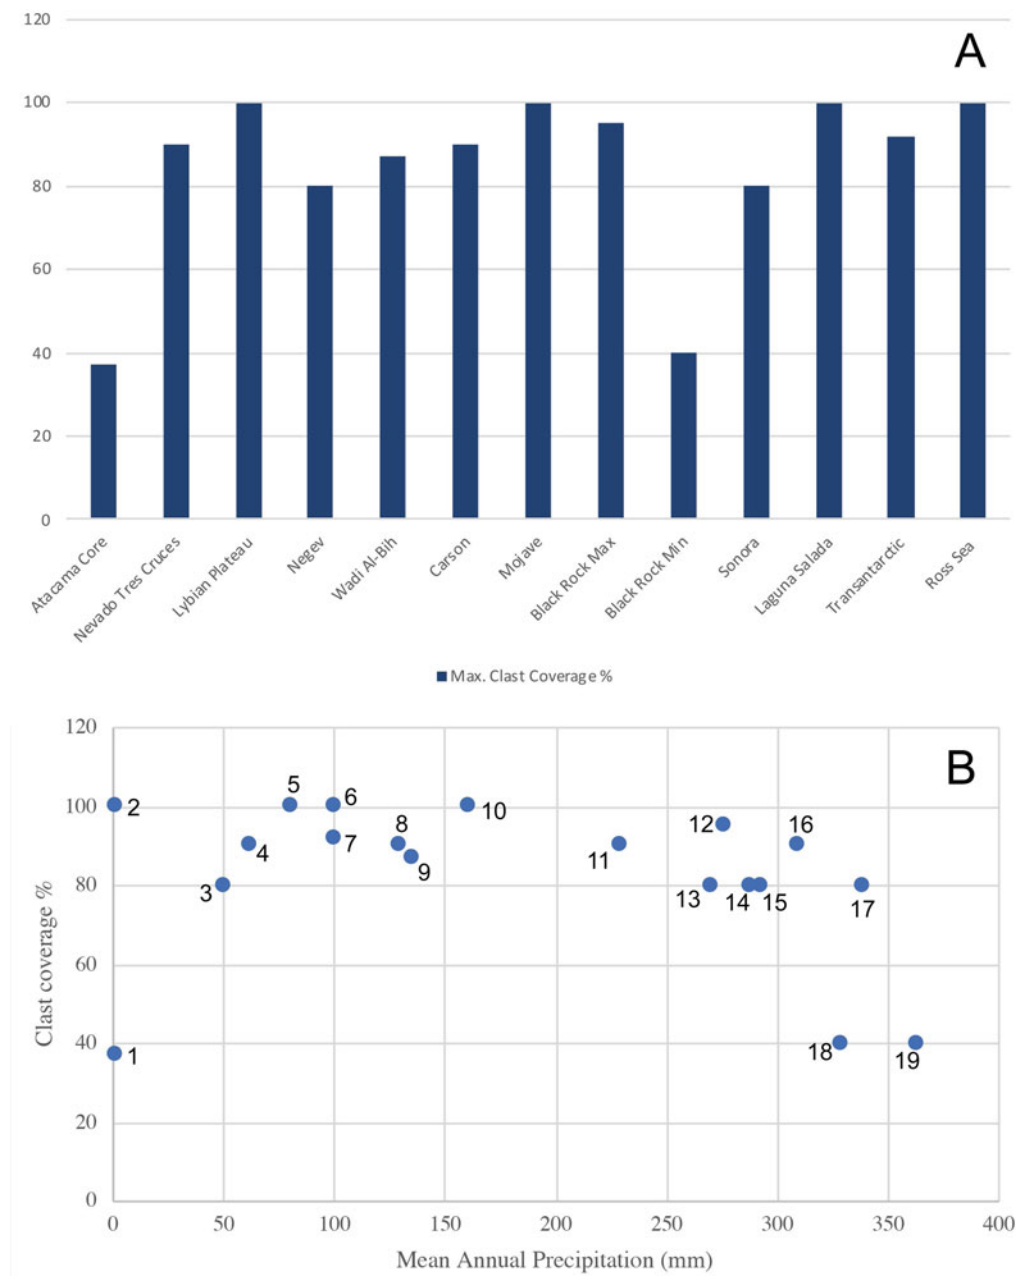 120
A
100
80
60
40
20
0
Atacama Core
Nevado Tres Cruces
Lybian Plateau
Negev
Wadi Al-Bih
Carson
Mojave
Black Rock Max
Black Rock Min
Sonora
Laguna Salada
Transantarctic
Ross Sea
Max. Clast Coverage %
120
B
100
80
60
40
20
0
Clast coverage %
1
2
3
4
5
6
7
8
9
10
11
12
13
14
15
16
17
18
19
0
50
100
150
200
250
300
350
400
Mean Annual Precipitation (mm)